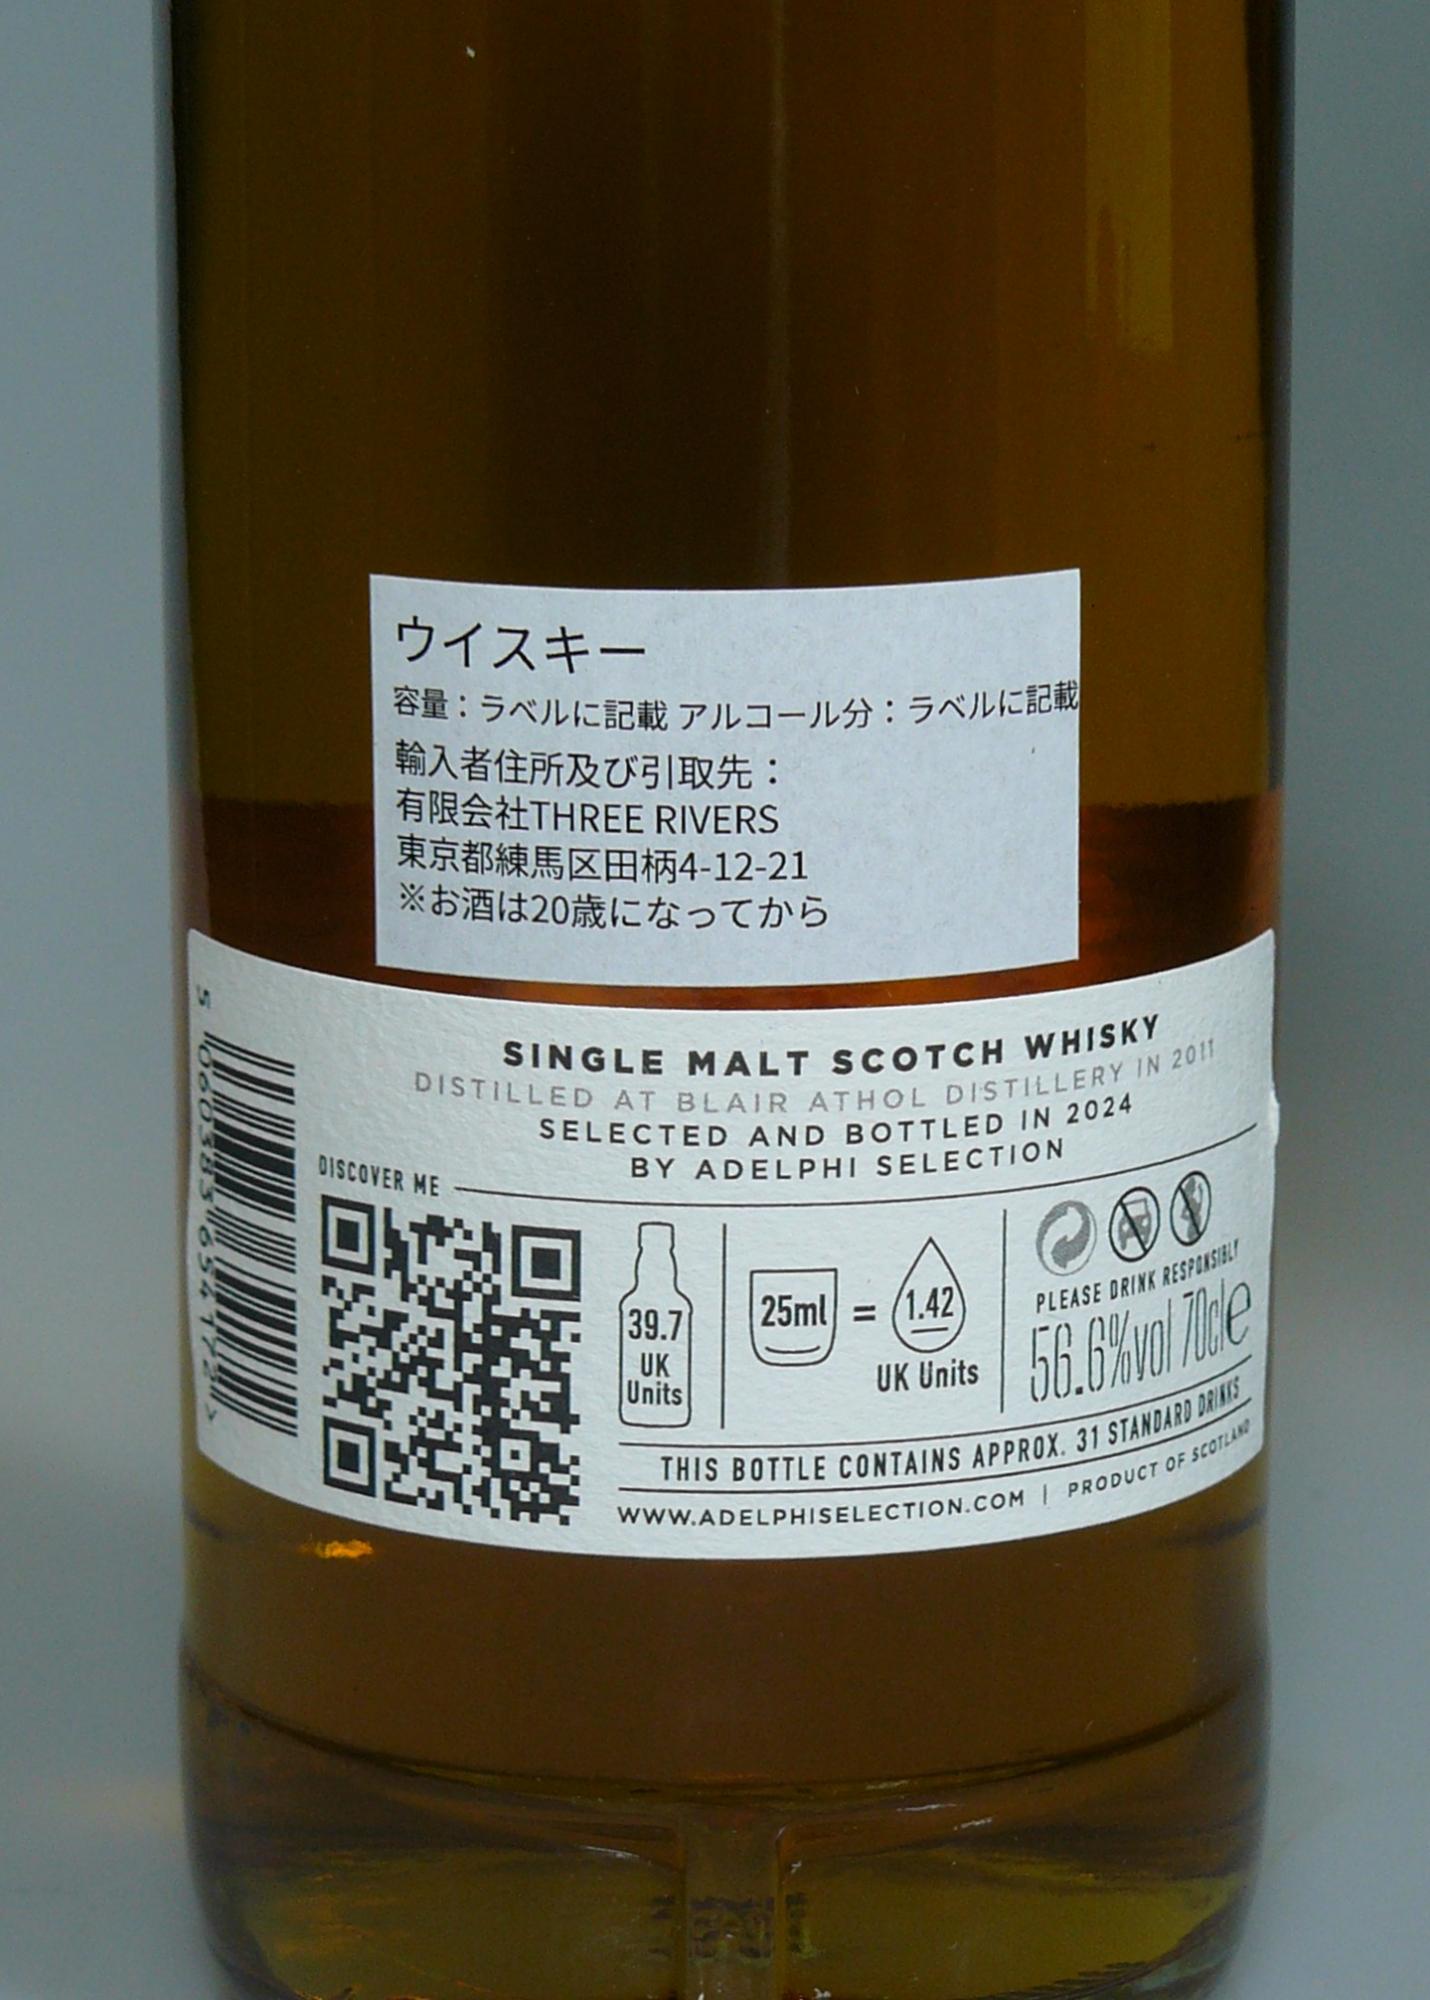 ウイスキー
容量：ラベルに記載 アルコール分：ラベルに記載
輸入者住所及び引取先：
有限会社THREE RIVERS
東京都練馬区田柄4-12-21
※お酒は20歳になってから
SINGLE MALT SCOTCH WHISKY
DISTILLED AT BLAIR ATHOL DISTILLERY IN 2011
SELECTED AND BOTTLED IN 2024
BY ADELPHI SELECTION
5 060383 654172 >
DISCOVER ME
39.7
UK
Units
25ml = 1.42
UK Units
PLEASE DRINK RESPONSIBLY
56.6%vol 70cl e
THIS BOTTLE CONTAINS APPROX. 31 STANDARD DRINKS
WWW.ADELPHISELECTION.COM | PRODUCT OF SCOTLAND